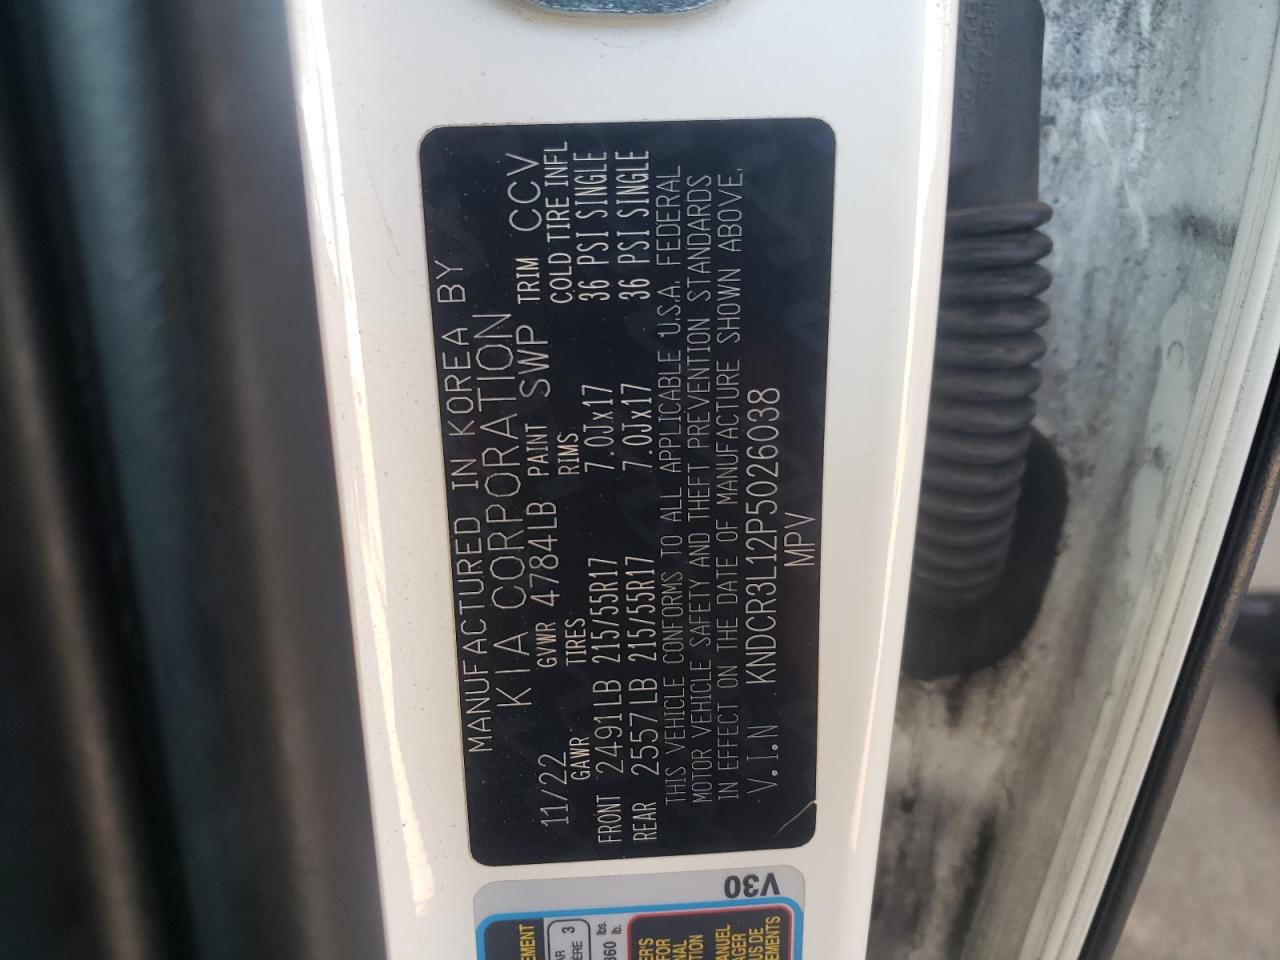 MANUFACTURED IN KOREA BY
KIA CORPORATION
11/22 GVWR 4784LB PAINT SWP TRIM CCV
GAWR TIRES RIMS COLD TIRE INFL
FRONT 2491LB 215/55R17 7.0Jx17 36 PSI SINGLE
REAR 2557LB 215/55R17 7.0Jx17 36 PSI SINGLE
THIS VEHICLE CONFORMS TO ALL APPLICABLE U.S.A. FEDERAL
MOTOR VEHICLE SAFETY AND THEFT PREVENTION STANDARDS
IN EFFECT ON THE DATE OF MANUFACTURE SHOWN ABOVE.
V.I.N KNDCR3L12P5026038
MPV
V30